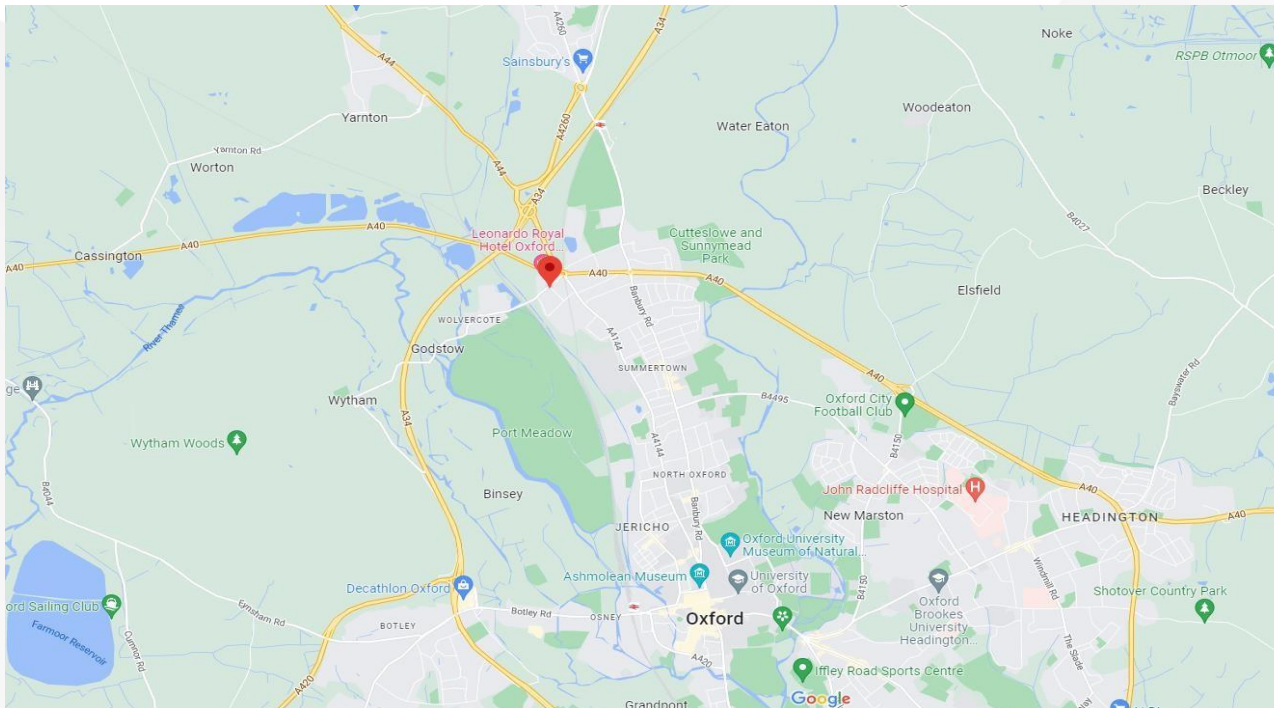 A4260
A34
Noke
RSPB Otmoor
Sainsbury's
A44
Woodeaton
Yarnton
A4260
Water Eaton
Yarnton Rd
Worton
A44
A34
Beckley
B4027
Leonardo Royal
Hotel Oxford...
Cutteslowe and
Sunnymead
Park
A40
A40
Cassington
A40
A40
A40
Elsfield
River Thames
Banbury Rd
WOLVERCOTE
A4144
Godstow
SUMMERTOWN
A40
Bayswater Rd
ge
Wytham
B4495
Oxford City
Football Club
A34
Port Meadow
A4144
B4150
Wytham Woods
NORTH OXFORD
B4044
Binsey
John Radcliffe Hospital
A40
New Marston
HEADINGTON
A40
JERICHO
Banbury Rd
Oxford University
Museum of Natural...
Ashmolean Museum
University
of Oxford
Windmill Rd
Decathlon Oxford
B4150
Shotover Country Park
ord Sailing Club
Eynsham Rd
Botley Rd
OSNEY
Oxford
Oxford
Brookes
University
Headington...
Farmoor Reservoir
Cumnor Rd
BOTLEY
The Slade
A420
A420
Iffley Road Sports Centre
Google
Grandpont